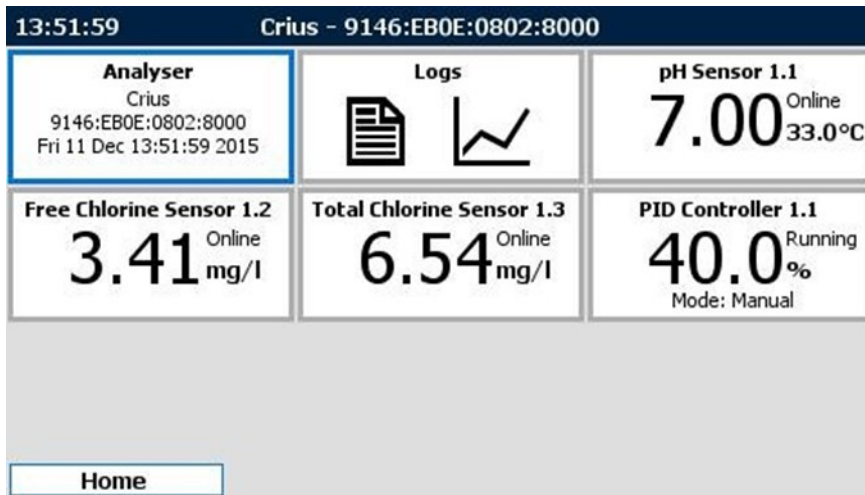 13:51:59 Crius - 9146:EB0E:0802:8000
Analyser
Crius
9146:EB0E:0802:8000
Fri 11 Dec 13:51:59 2015
Logs
pH Sensor 1.1
7.00 Online
33.0°C
Free Chlorine Sensor 1.2
3.41 Online
mg/l
Total Chlorine Sensor 1.3
6.54 Online
mg/l
PID Controller 1.1
40.0 Running
%
Mode: Manual
Home